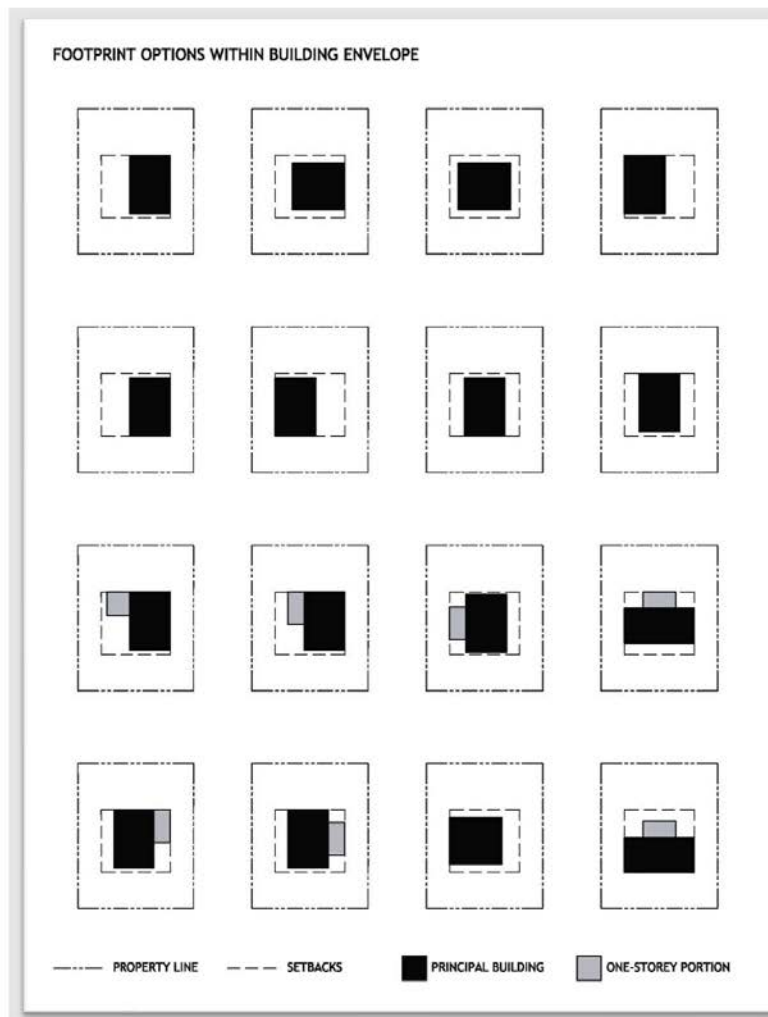 FOOTPRINT OPTIONS WITHIN BUILDING ENVELOPE
PROPERTY LINE SETBACKS PRINCIPAL BUILDING ONE-STOREY PORTION